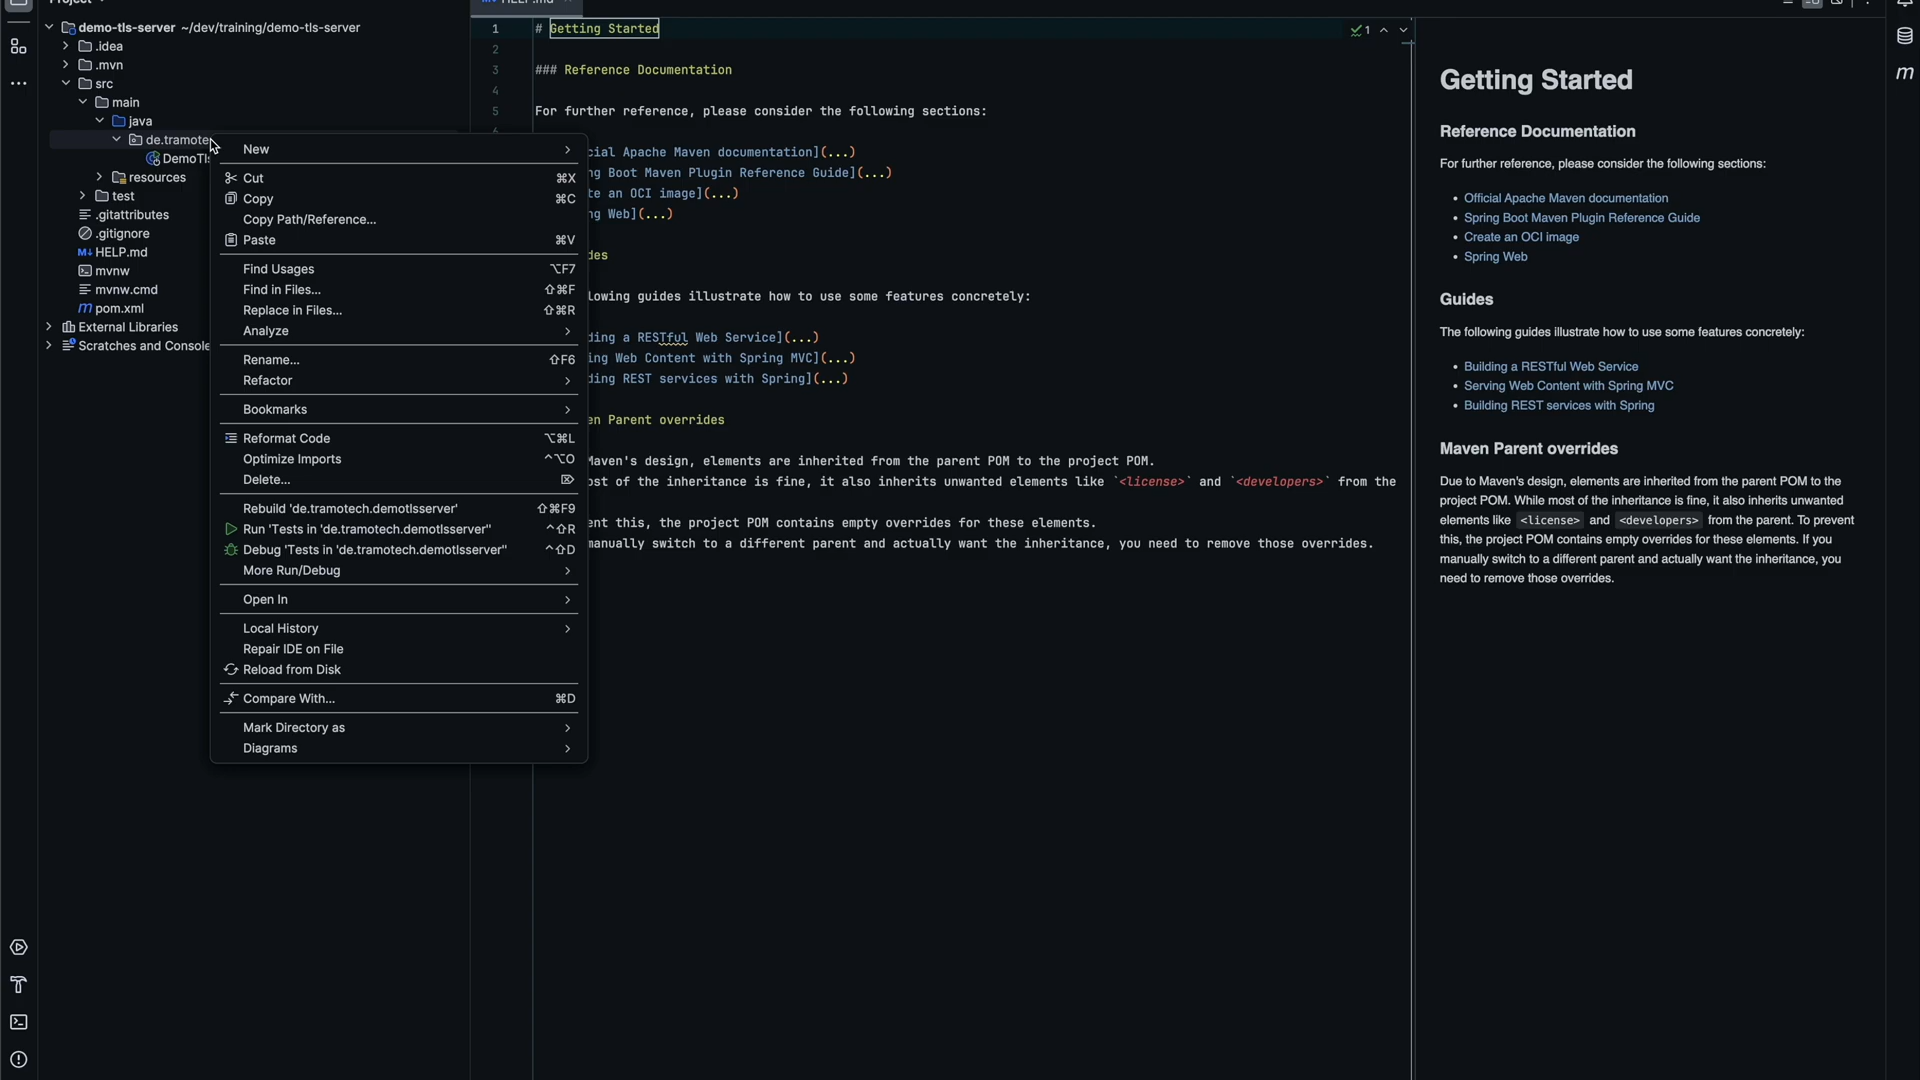 demo-tls-server ~/dev/training/demo-tls-server
.idea
.mvn
src
main
java
de.tramote
DemoTls
resources
test
.gitattributes
.gitignore
M↓ HELP.md
mvnw
mvnw.cmd
m pom.xml
External Libraries
Scratches and Console
New
Cut ⌘X
Copy ⌘C
Copy Path/Reference...
Paste ⌘V
Find Usages ⌥F7
Find in Files... ⇧⌘F
Replace in Files... ⇧⌘R
Analyze
Rename... ⇧F6
Refactor
Bookmarks
Reformat Code ⌥⌘L
Optimize Imports ^⌥O
Delete... ⌦
Rebuild 'de.tramotech.demotlsserver' ⇧⌘F9
Run 'Tests in 'de.tramotech.demotlsserver'' ^⇧R
Debug 'Tests in 'de.tramotech.demotlsserver'' ^⇧D
More Run/Debug
Open In
Local History
Repair IDE on File
Reload from Disk
Compare With... ⌘D
Mark Directory as
Diagrams
1 # Getting Started
2
3 ### Reference Documentation
4
5 For further reference, please consider the following sections:
cial Apache Maven documentation](...)
ng Boot Maven Plugin Reference Guide](...)
te an OCI image](...)
ng Web](...)
des
lowing guides illustrate how to use some features concretely:
ding a RESTful Web Service](...)
ing Web Content with Spring MVC](...)
ding REST services with Spring](...)
en Parent overrides
Maven's design, elements are inherited from the parent POM to the project POM.
ost of the inheritance is fine, it also inherits unwanted elements like `<license>` and `<developers>` from the
ent this, the project POM contains empty overrides for these elements.
manually switch to a different parent and actually want the inheritance, you need to remove those overrides.
1
Getting Started
Reference Documentation
For further reference, please consider the following sections:
• Official Apache Maven documentation
• Spring Boot Maven Plugin Reference Guide
• Create an OCI image
• Spring Web
Guides
The following guides illustrate how to use some features concretely:
• Building a RESTful Web Service
• Serving Web Content with Spring MVC
• Building REST services with Spring
Maven Parent overrides
Due to Maven's design, elements are inherited from the parent POM to the
project POM. While most of the inheritance is fine, it also inherits unwanted
elements like <license> and <developers> from the parent. To prevent
this, the project POM contains empty overrides for these elements. If you
manually switch to a different parent and actually want the inheritance, you
need to remove those overrides.
m